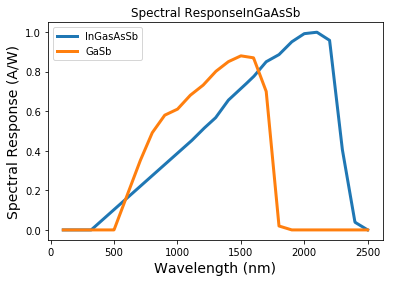 Spectral ResponseInGaAsSb
InGasAsSb
GaSb
Spectral Response (A/W)
1.0
0.8
0.6
0.4
0.2
0.0
0
500
1000
1500
2000
2500
Wavelength (nm)